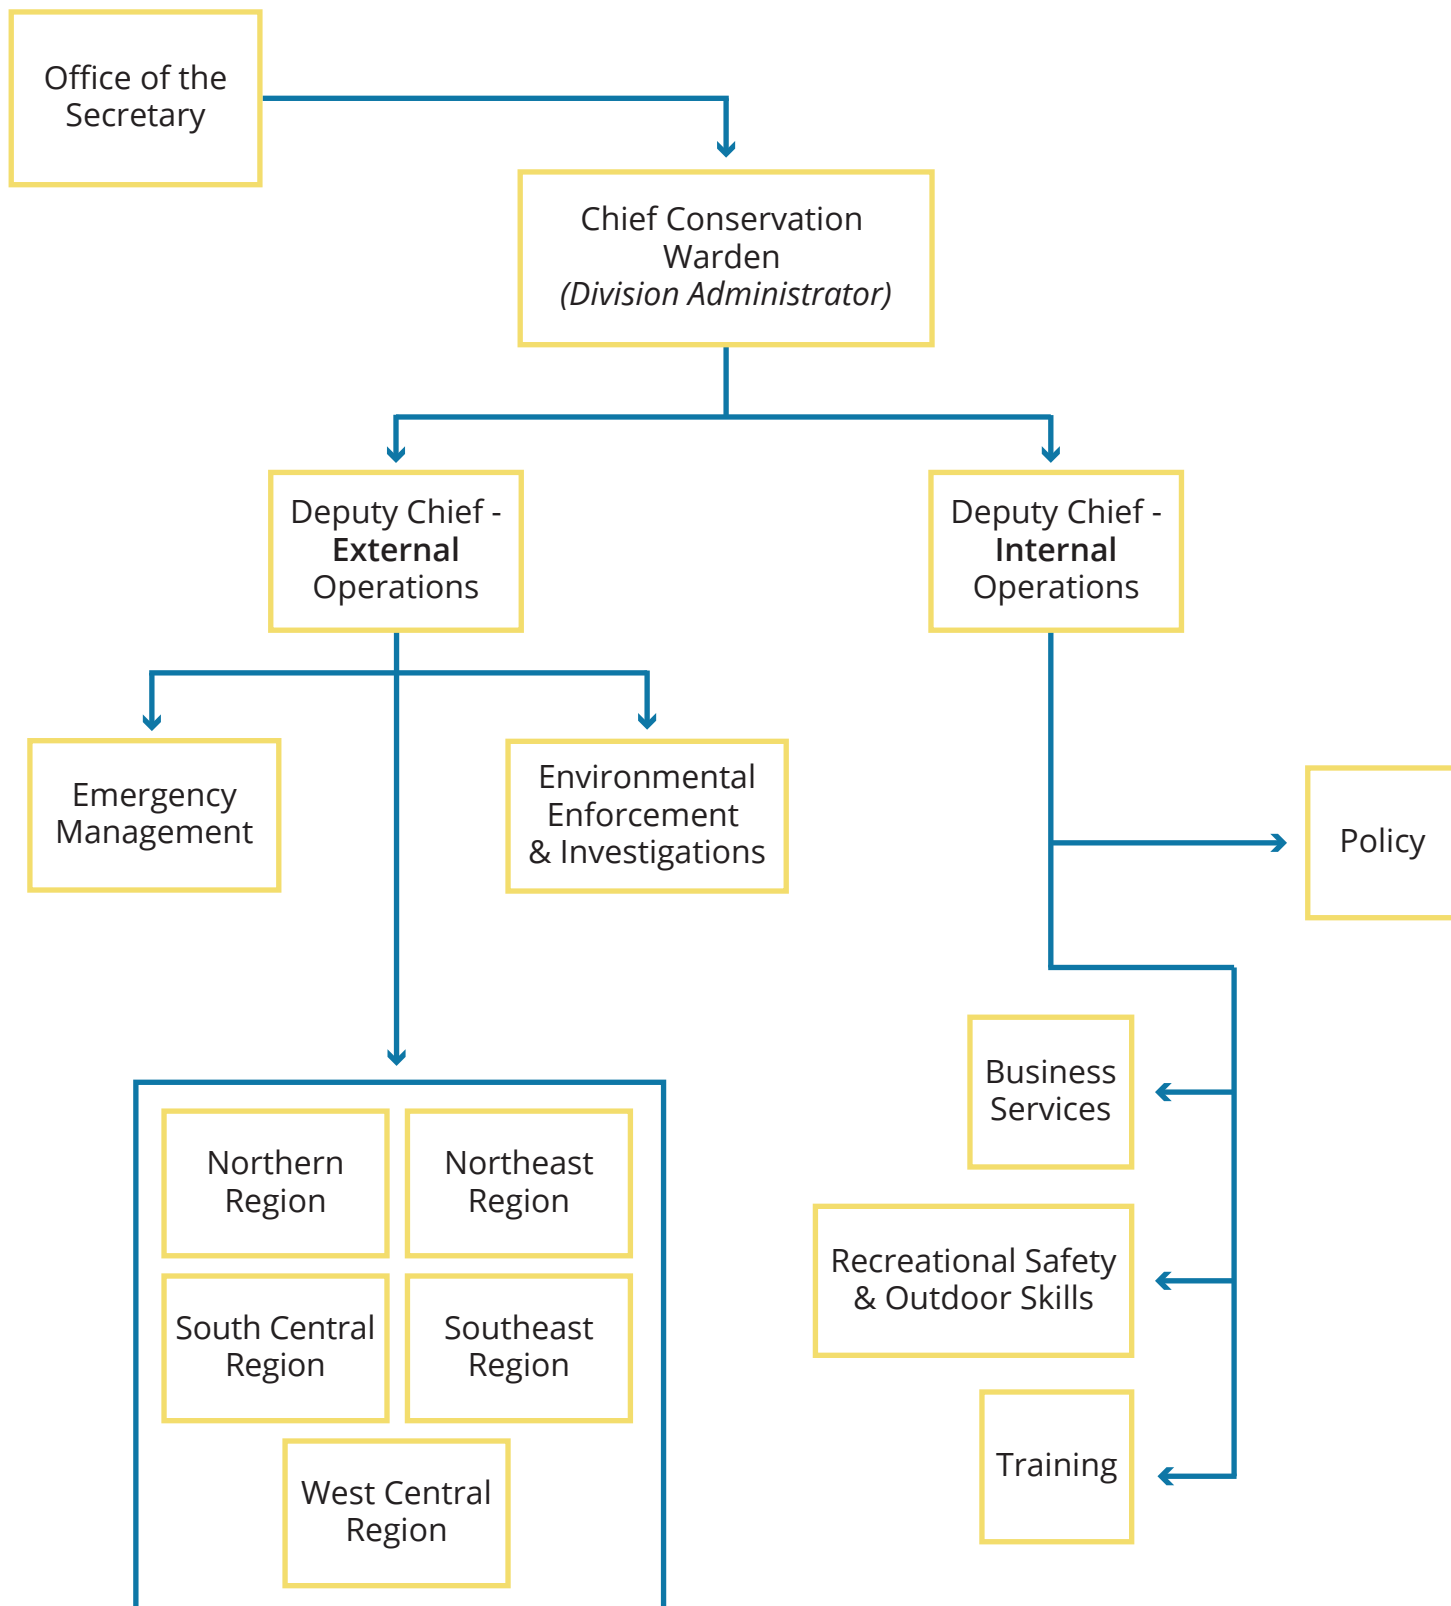 Office of the
Secretary
Chief Conservation
Warden
(Division Administrator)
Deputy Chief -
External
Operations
Deputy Chief -
Internal
Operations
Emergency
Management
Environmental
Enforcement
& Investigations
Policy
Northern
Region
Northeast
Region
South Central
Region
Southeast
Region
West Central
Region
Business
Services
Recreational Safety
& Outdoor Skills
Training